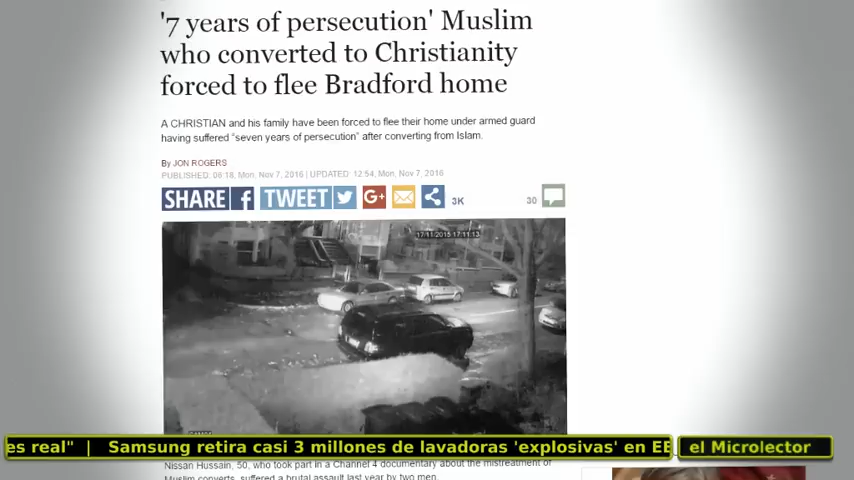 '7 years of persecution' Muslim
who converted to Christianity
forced to flee Bradford home
A CHRISTIAN and his family have been forced to flee their home under armed guard
having suffered "seven years of persecution" after converting from Islam.
By JON ROGERS
PUBLISHED: 08:18, Mon, Nov 7, 2016 | UPDATED: 12:54, Mon, Nov 7, 2016
SHARE f TWEET G+ 3K 30
17/11/2015 17:11:13
es real" | Samsung retira casi 3 millones de lavadoras 'explosivas' en EE
el Microlector
Nissan Hussain, 50, who took part in a Channel 4 documentary about the mistreatment of
Muslim converts, suffered a brutal assault last year by two men.